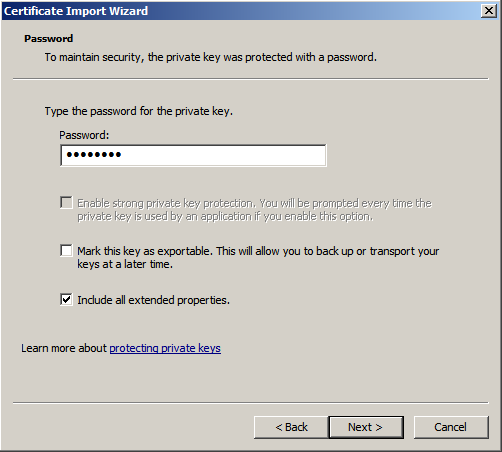 Certificate Import Wizard
Password
To maintain security, the private key was protected with a password.
Type the password for the private key.
Password:
••••••••
Enable strong private key protection. You will be prompted every time the
private key is used by an application if you enable this option.
Mark this key as exportable. This will allow you to back up or transport your
keys at a later time.
Include all extended properties.
Learn more about protecting private keys
< Back Next > Cancel